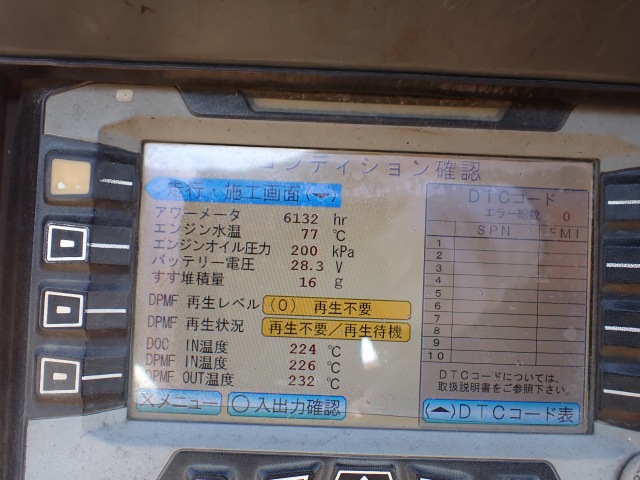 コンディション確認
走行・施工画面(◆)
アワーメータ 6132 hr
エンジン水温 77 ℃
エンジンオイル圧力 200 kPa
バッテリー電圧 28.3 V
すす堆積量 16 g
DPMF 再生レベル (0) 再生不要
DPMF 再生状況 再生不要/再生待機
DOC IN温度 224 ℃
DPMF IN温度 226 ℃
DPMF OUT温度 232 ℃
×メニュー ○入出力確認
DTCコード
エラー総数 0
SPN FMI
1
2
3
4
5
6
7
8
9
10
DTCコードについては、
取扱説明書をご参照下さい。
(▲)DTCコード表